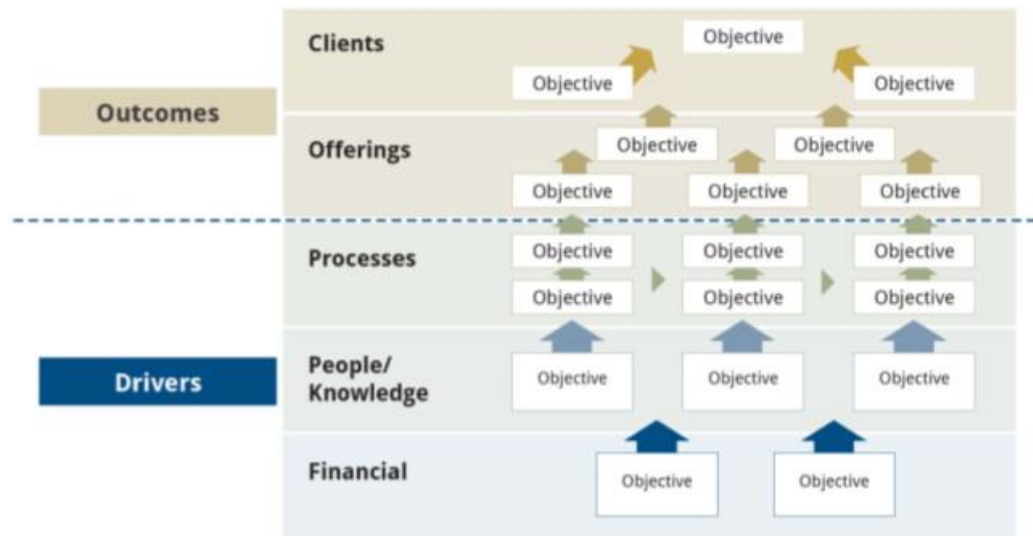 Clients
Objective
Objective
Objective
Outcomes
Offerings
Objective
Objective
Objective
Objective
Objective
Processes
Objective
Objective
Objective
Objective
Objective
Objective
Drivers
People/
Knowledge
Objective
Objective
Objective
Financial
Objective
Objective